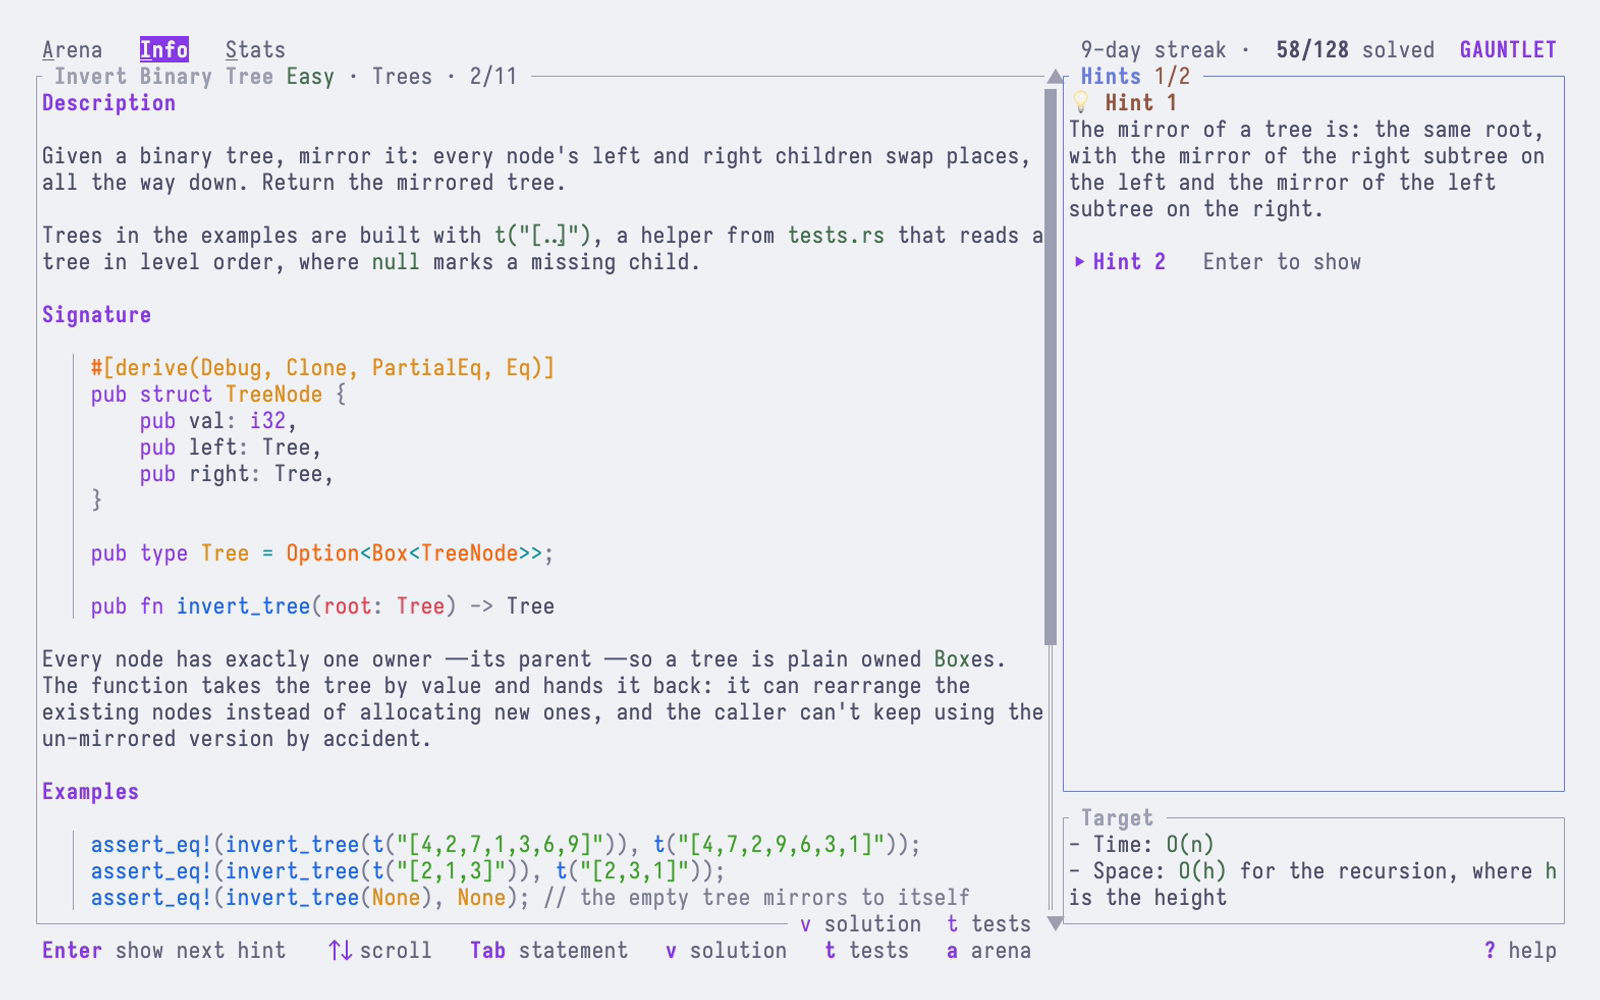 Arena Info Stats 9-day streak · 58/128 solved GAUNTLET
Invert Binary Tree Easy · Trees · 2/11
Description
Given a binary tree, mirror it: every node's left and right children swap places,
all the way down. Return the mirrored tree.
Trees in the examples are built with t("[…]"), a helper from tests.rs that reads a
tree in level order, where null marks a missing child.
Signature
#[derive(Debug, Clone, PartialEq, Eq)]
pub struct TreeNode {
    pub val: i32,
    pub left: Tree,
    pub right: Tree,
}
pub type Tree = Option<Box<TreeNode>>;
pub fn invert_tree(root: Tree) -> Tree
Every node has exactly one owner —its parent —so a tree is plain owned Boxes.
The function takes the tree by value and hands it back: it can rearrange the
existing nodes instead of allocating new ones, and the caller can't keep using the
un-mirrored version by accident.
Examples
assert_eq!(invert_tree(t("[4,2,7,1,3,6,9]")), t("[4,7,2,9,6,3,1]"));
assert_eq!(invert_tree(t("[2,1,3]")), t("[2,3,1]"));
assert_eq!(invert_tree(None), None); // the empty tree mirrors to itself
v solution t tests
Hints 1/2
💡 Hint 1
The mirror of a tree is: the same root,
with the mirror of the right subtree on
the left and the mirror of the left
subtree on the right.
▸ Hint 2 Enter to show
Target
- Time: O(n)
- Space: O(h) for the recursion, where h
is the height
Enter show next hint ↑↓ scroll Tab statement v solution t tests a arena ? help